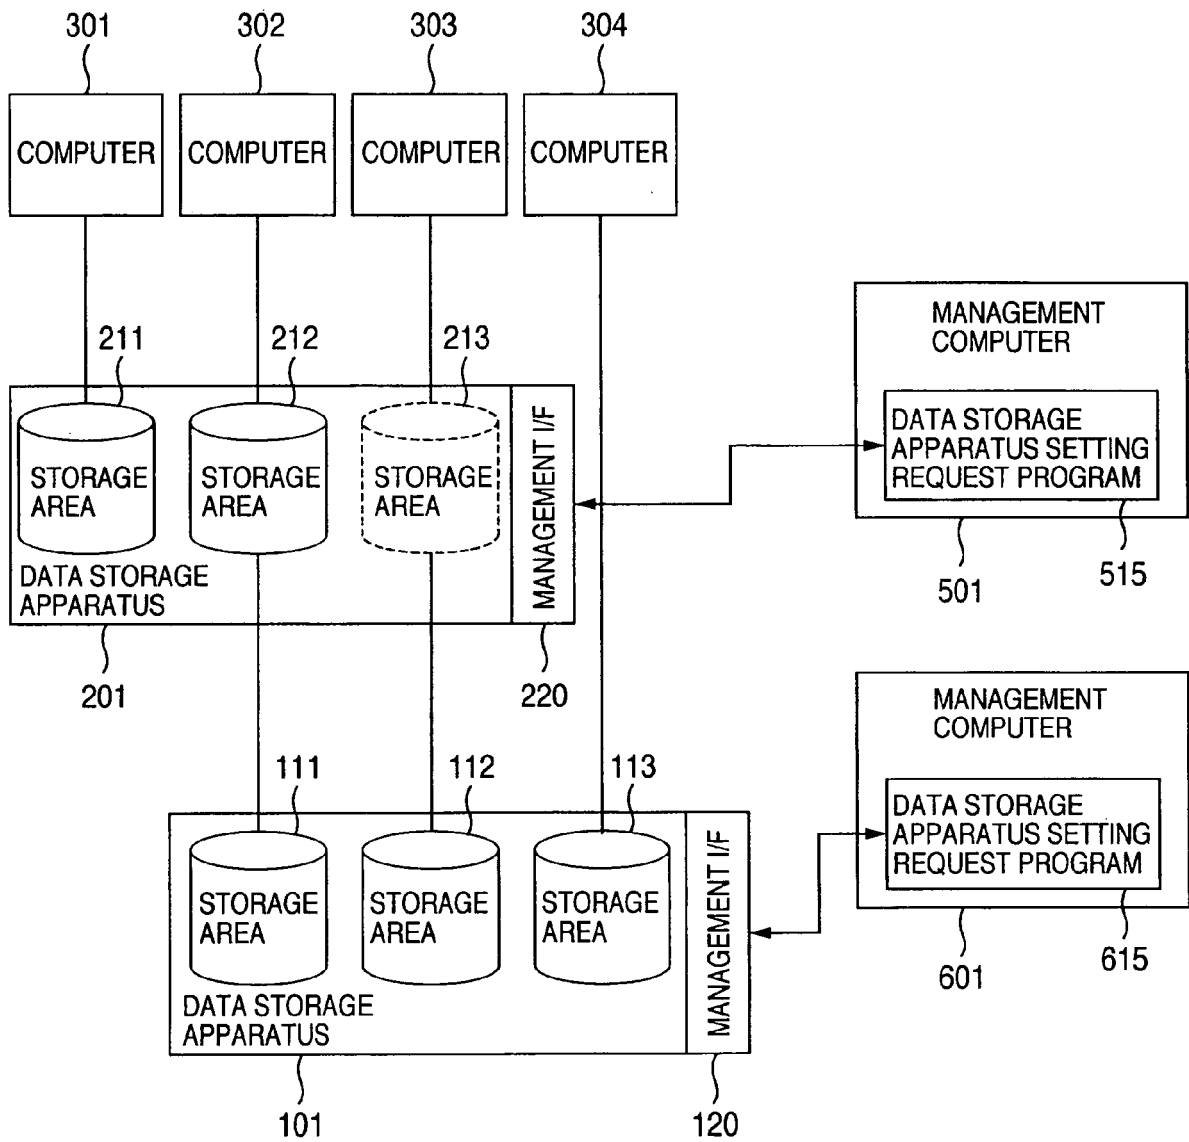 301
302
303
304
COMPUTER
COMPUTER
COMPUTER
COMPUTER
211
212
213
STORAGE
AREA
STORAGE
AREA
STORAGE
AREA
MANAGEMENT I/F
DATA STORAGE
APPARATUS
201
220
MANAGEMENT
COMPUTER
DATA STORAGE
APPARATUS SETTING
REQUEST PROGRAM
501
515
111
112
113
STORAGE
AREA
STORAGE
AREA
STORAGE
AREA
MANAGEMENT I/F
DATA STORAGE
APPARATUS
101
120
MANAGEMENT
COMPUTER
DATA STORAGE
APPARATUS SETTING
REQUEST PROGRAM
601
615